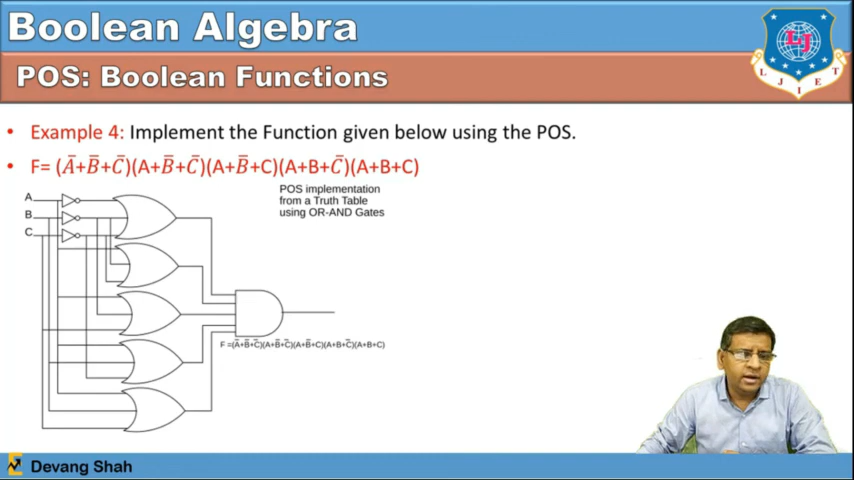 Boolean Algebra
POS: Boolean Functions
LJ
L J I E T
• Example 4: Implement the Function given below using the POS.
• F= (A̅+B̅+C̅)(A+B̅+C̅)(A+B̅+C)(A+B+C̅)(A+B+C)
POS implementation
from a Truth Table
using OR-AND Gates
A
B
C
F =(A̅+B̅+C̅)(A+B̅+C̅)(A+B̅+C)(A+B+C̅)(A+B+C)
Devang Shah